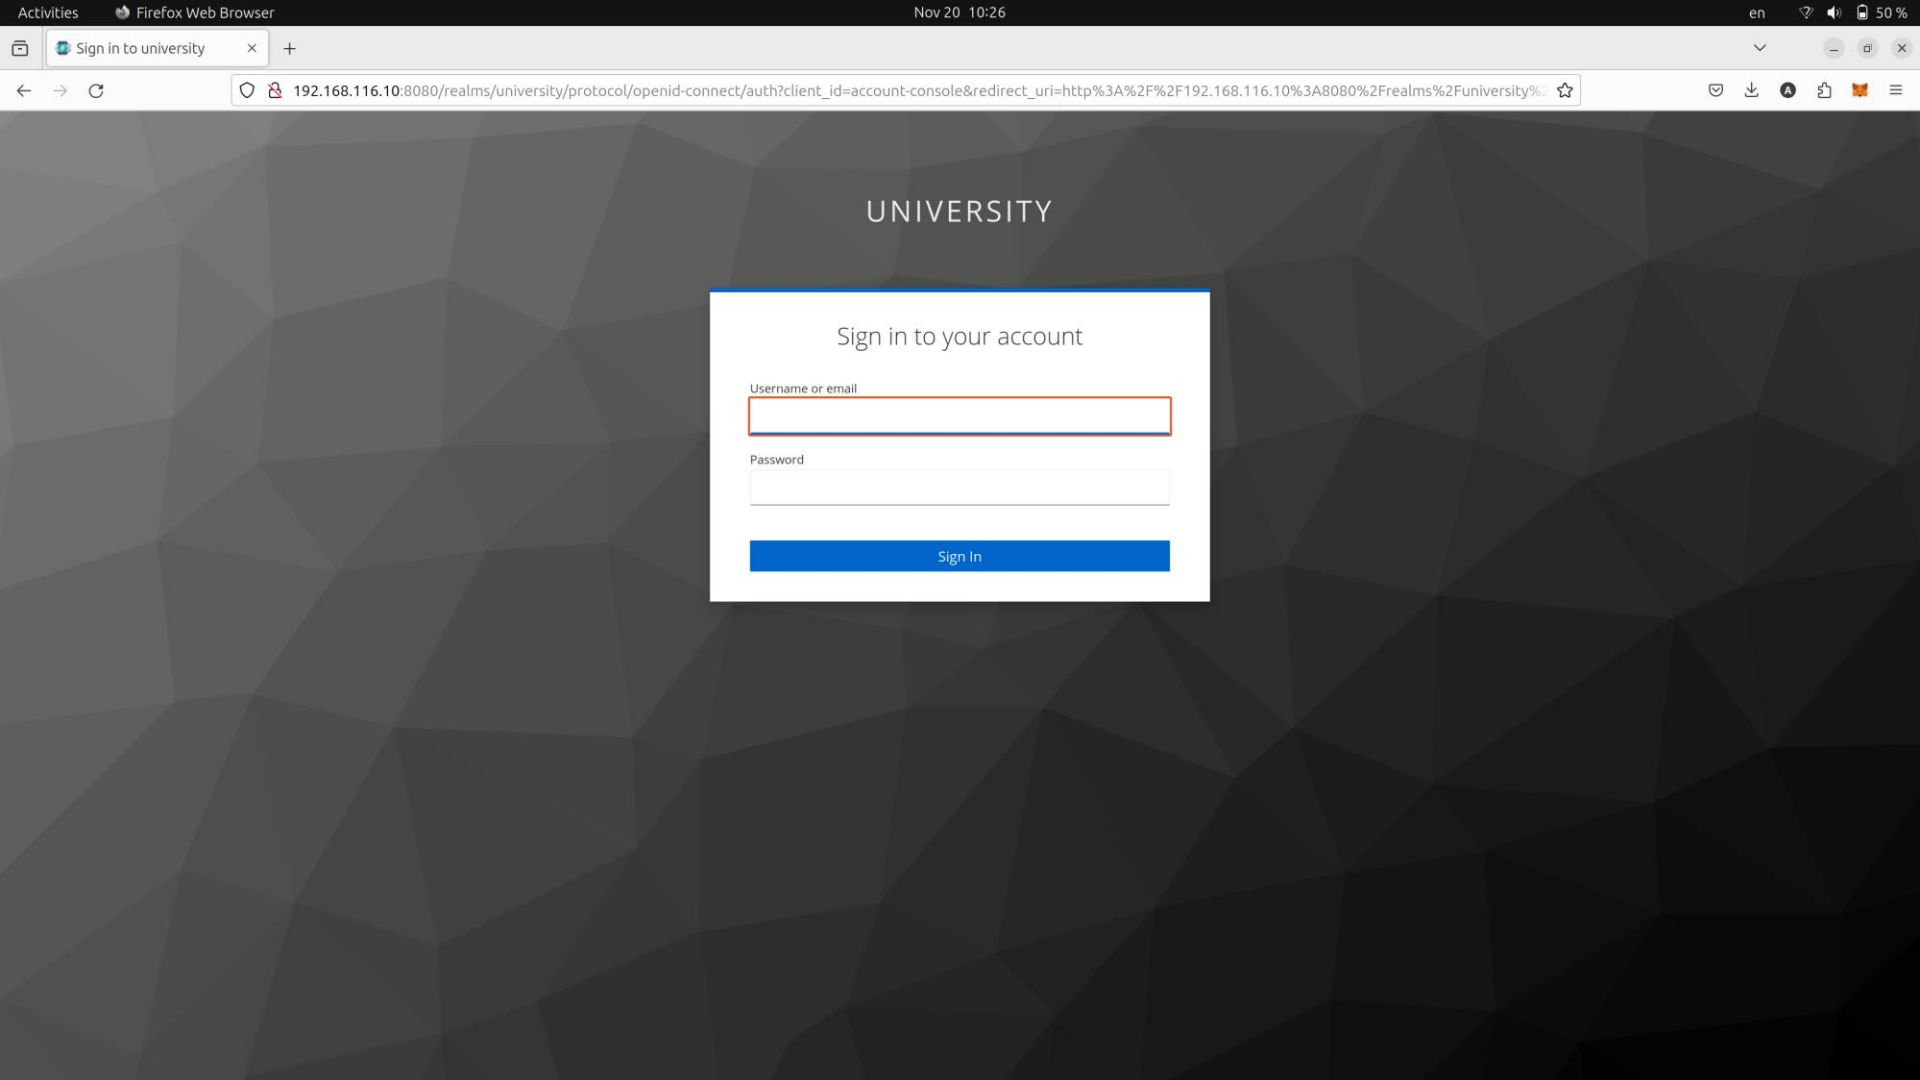 Activities
Firefox Web Browser
Nov 20 10:26
en
50 %
Sign in to university
192.168.116.10:8080/realms/university/protocol/openid-connect/auth?client_id=account-console&redirect_uri=http%3A%2F%2F192.168.116.10%3A8080%2Frealms%2Funiversity%2
UNIVERSITY
Sign in to your account
Username or email
Password
Sign In